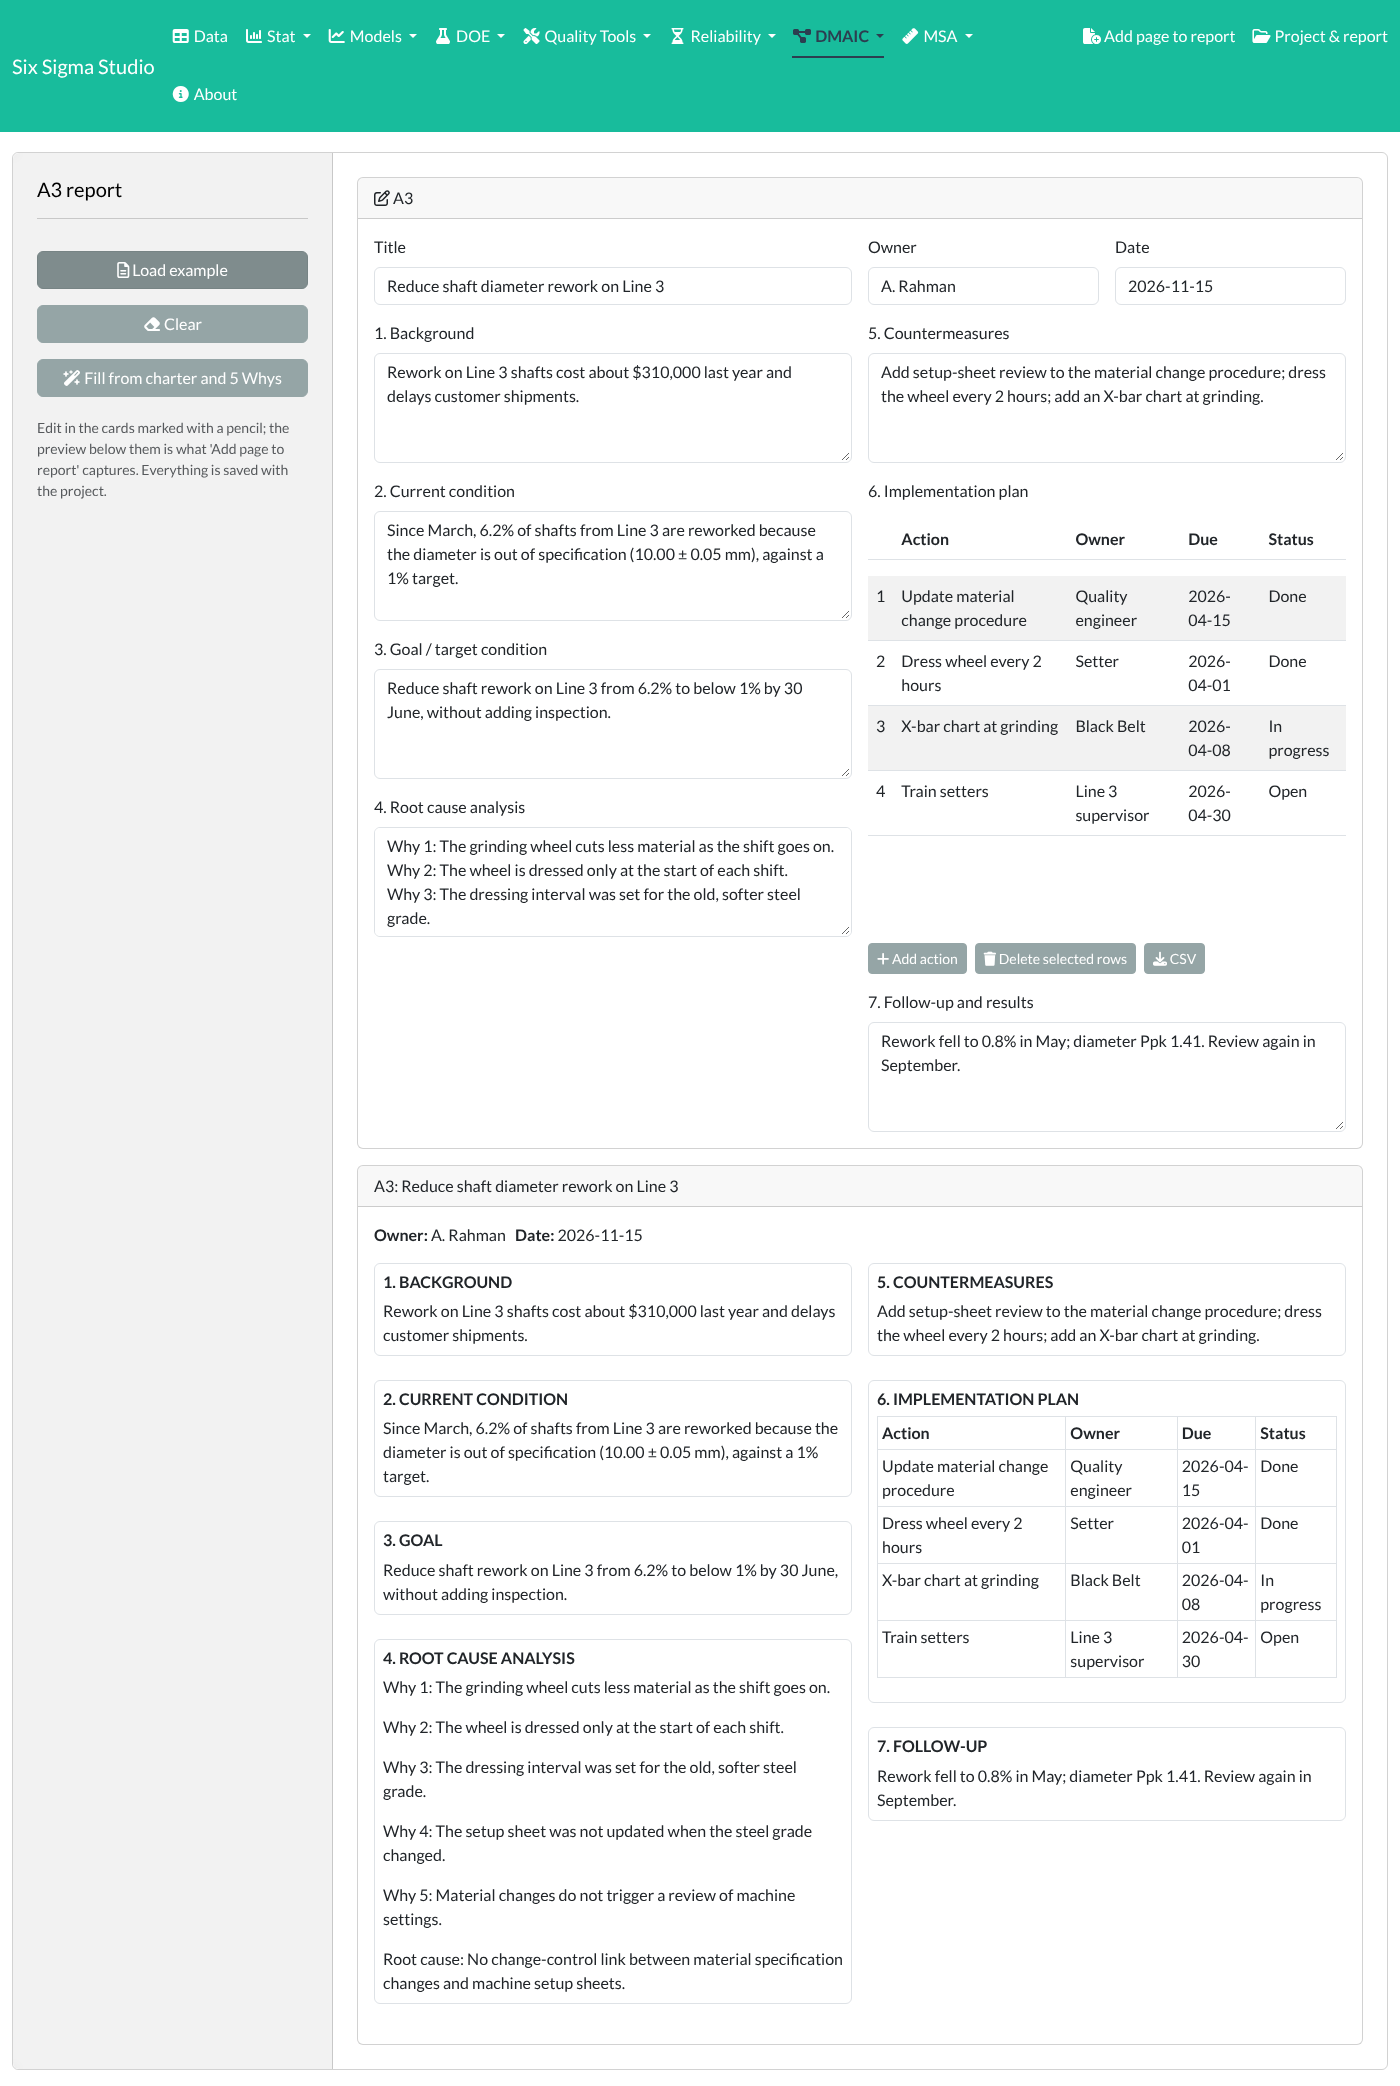 Six Sigma Studio
Data Stat Models DOE Quality Tools Reliability DMAIC MSA
Add page to report Project & report
About
A3 report
Load example
Clear
Fill from charter and 5 Whys
Edit in the cards marked with a pencil; the
preview below them is what 'Add page to
report' captures. Everything is saved with
the project.
A3
Title
Reduce shaft diameter rework on Line 3
Owner
A. Rahman
Date
2026-11-15
1. Background
Rework on Line 3 shafts cost about $310,000 last year and
delays customer shipments.
2. Current condition
Since March, 6.2% of shafts from Line 3 are reworked because
the diameter is out of specification (10.00 ± 0.05 mm), against a
1% target.
3. Goal / target condition
Reduce shaft rework on Line 3 from 6.2% to below 1% by 30
June, without adding inspection.
4. Root cause analysis
Why 1: The grinding wheel cuts less material as the shift goes on.
Why 2: The wheel is dressed only at the start of each shift.
Why 3: The dressing interval was set for the old, softer steel
grade.
5. Countermeasures
Add setup-sheet review to the material change procedure; dress
the wheel every 2 hours; add an X-bar chart at grinding.
6. Implementation plan
Action Owner Due Status
1 Update material Quality 2026- Done
change procedure engineer 04-15
2 Dress wheel every 2 Setter 2026- Done
hours 04-01
3 X-bar chart at grinding Black Belt 2026- In
04-08 progress
4 Train setters Line 3 2026- Open
supervisor 04-30
Add action Delete selected rows CSV
7. Follow-up and results
Rework fell to 0.8% in May; diameter Ppk 1.41. Review again in
September.
A3: Reduce shaft diameter rework on Line 3
Owner: A. Rahman Date: 2026-11-15
1. BACKGROUND
Rework on Line 3 shafts cost about $310,000 last year and delays
customer shipments.
2. CURRENT CONDITION
Since March, 6.2% of shafts from Line 3 are reworked because the
diameter is out of specification (10.00 ± 0.05 mm), against a 1%
target.
3. GOAL
Reduce shaft rework on Line 3 from 6.2% to below 1% by 30 June,
without adding inspection.
4. ROOT CAUSE ANALYSIS
Why 1: The grinding wheel cuts less material as the shift goes on.
Why 2: The wheel is dressed only at the start of each shift.
Why 3: The dressing interval was set for the old, softer steel
grade.
Why 4: The setup sheet was not updated when the steel grade
changed.
Why 5: Material changes do not trigger a review of machine
settings.
Root cause: No change-control link between material specification
changes and machine setup sheets.
5. COUNTERMEASURES
Add setup-sheet review to the material change procedure; dress
the wheel every 2 hours; add an X-bar chart at grinding.
6. IMPLEMENTATION PLAN
Action Owner Due Status
Update material change Quality 2026-04- Done
procedure engineer 15
Dress wheel every 2 Setter 2026-04- Done
hours 01
X-bar chart at grinding Black Belt 2026-04- In
08 progress
Train setters Line 3 2026-04- Open
supervisor 30
7. FOLLOW-UP
Rework fell to 0.8% in May; diameter Ppk 1.41. Review again in
September.